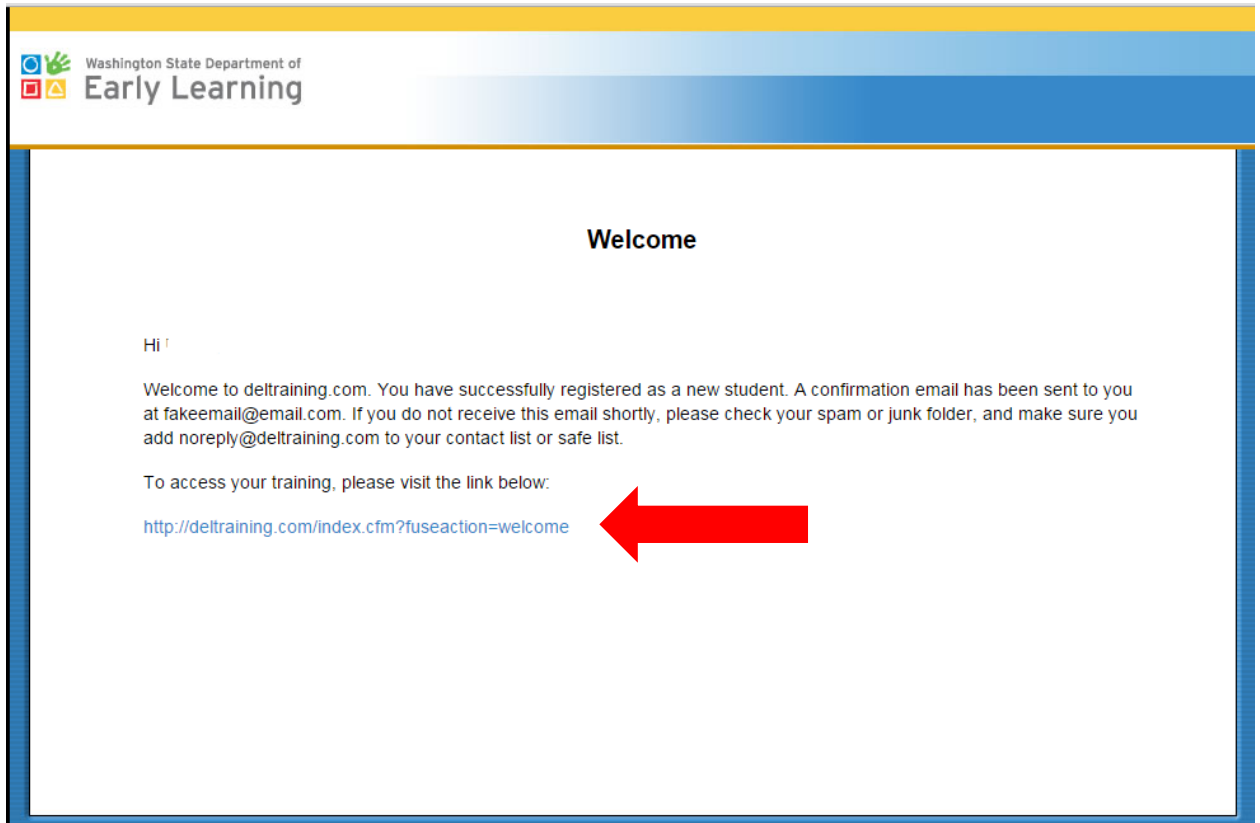 Washington State Department of
Early Learning
Welcome
Hi
Welcome to deltraining.com. You have successfully registered as a new student. A confirmation email has been sent to you
at fakeemail@email.com. If you do not receive this email shortly, please check your spam or junk folder, and make sure you
add noreply@deltraining.com to your contact list or safe list.
To access your training, please visit the link below:
http://deltraining.com/index.cfm?fuseaction=welcome